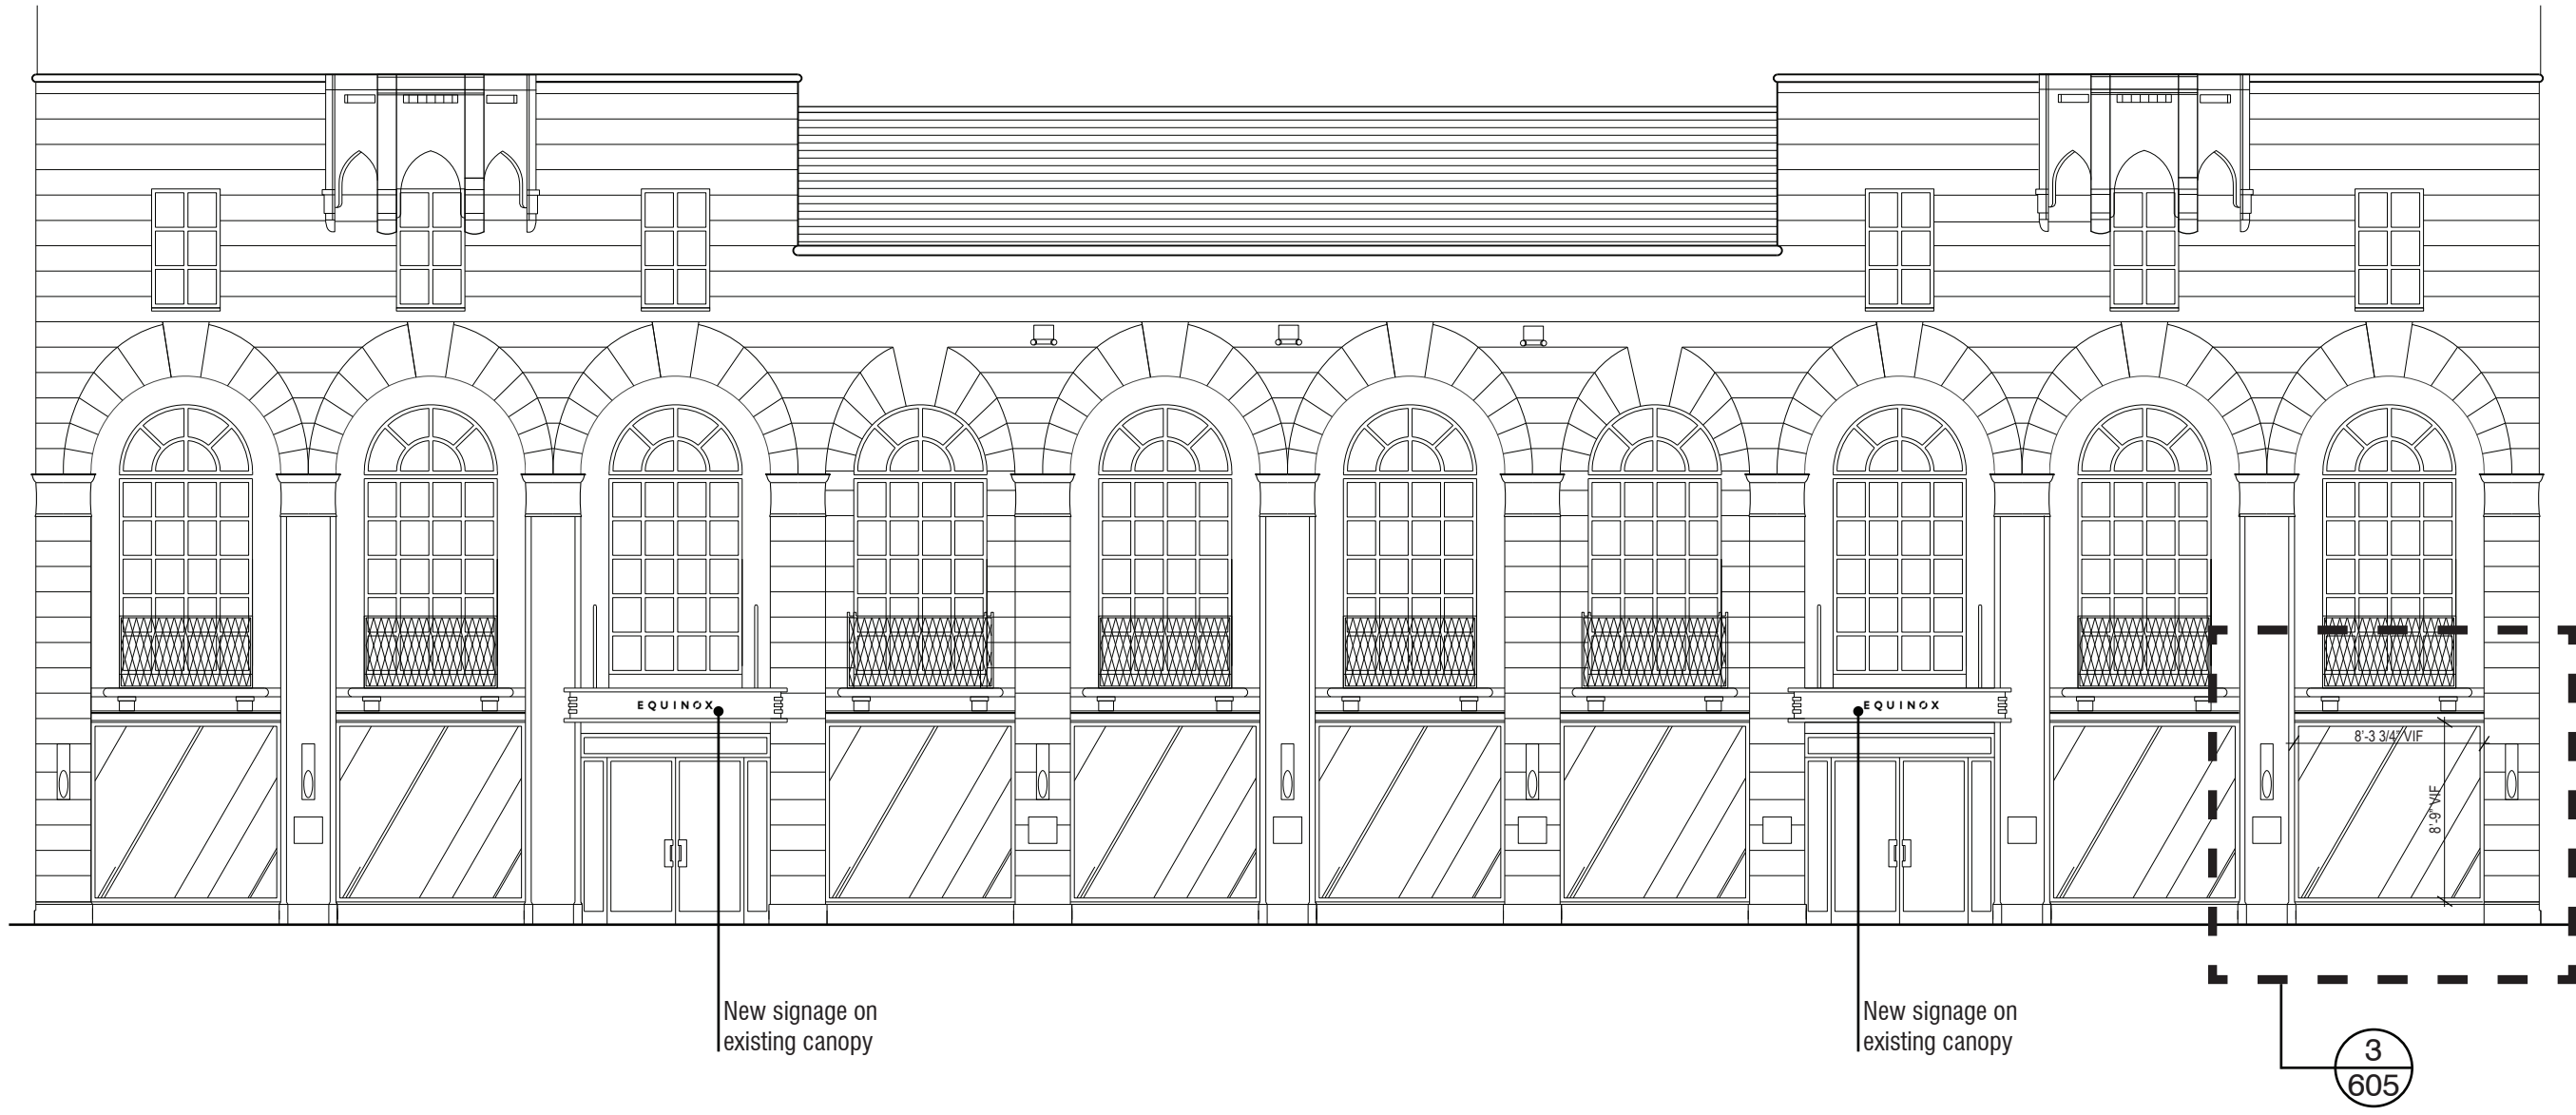 EQUINOX
EQUINOX
8'-3 3/4" VIF
8'-9" VIF
New signage on
existing canopy
New signage on
existing canopy
3
605